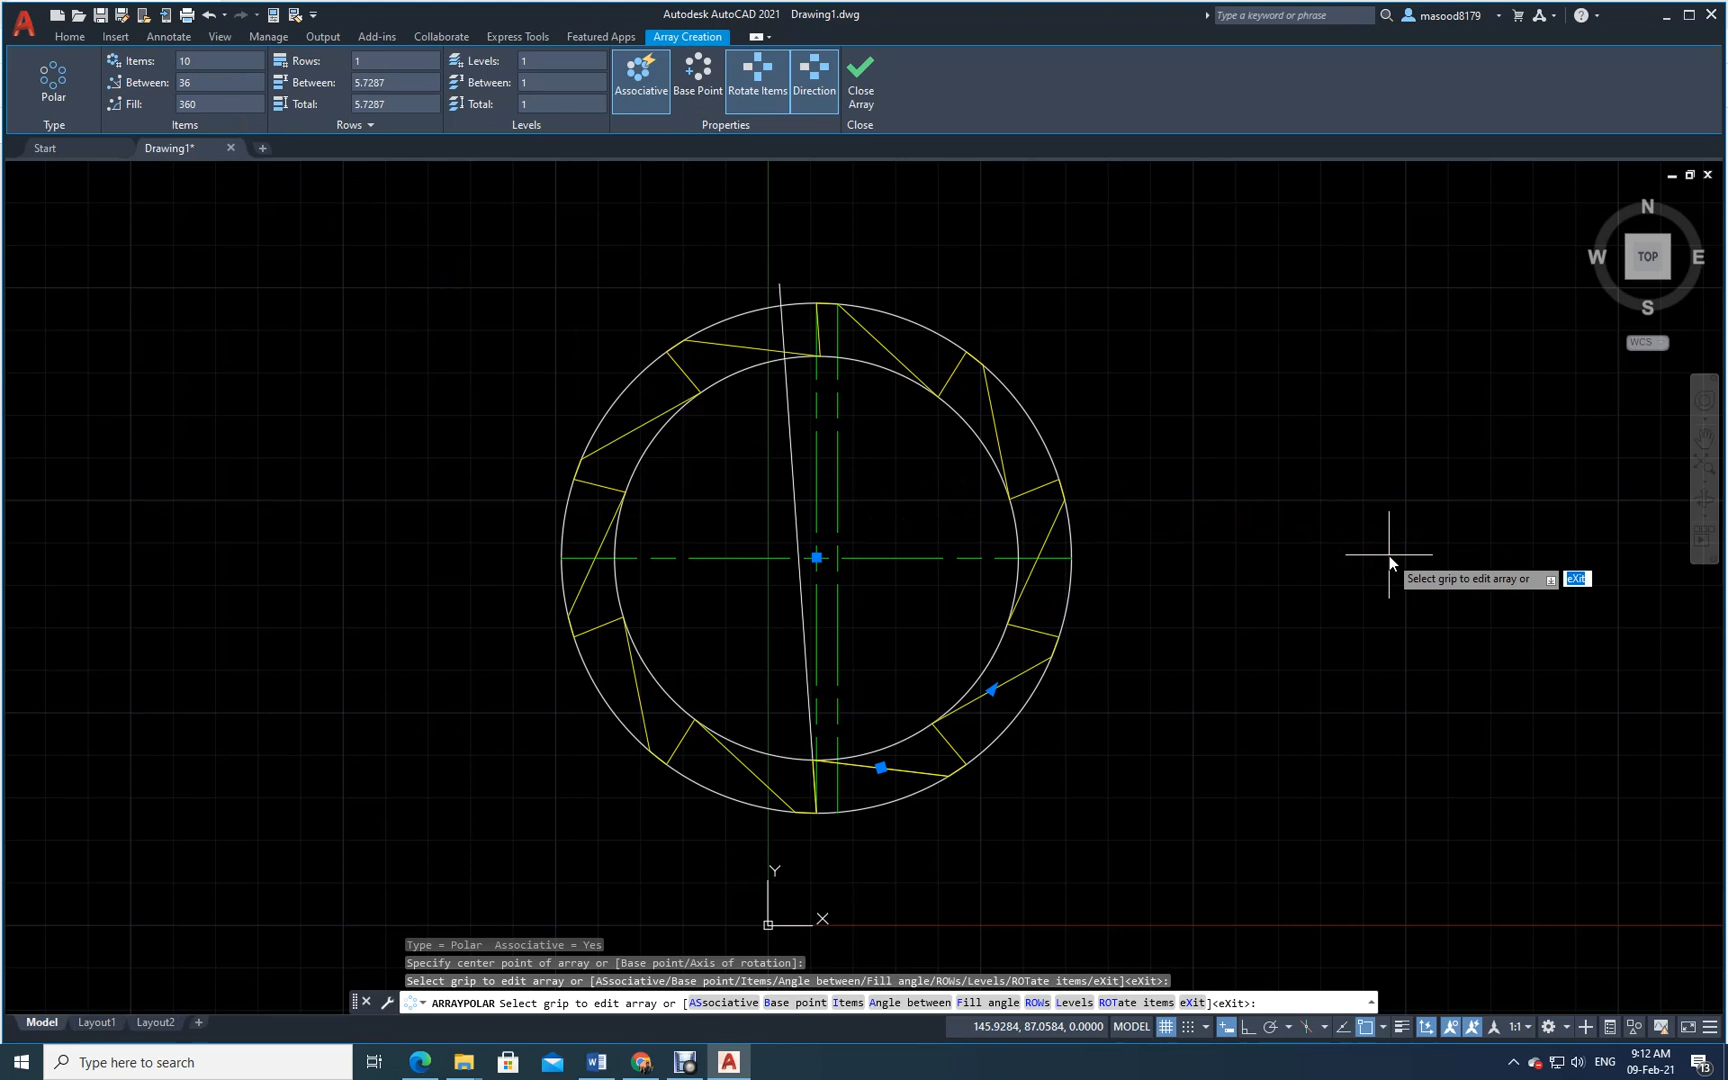 Autodesk AutoCAD 2021 Drawing1.dwg
Type a keyword or phrase
masood8179
Home Insert Annotate View Manage Output Add-ins Collaborate Express Tools Featured Apps Array Creation
Polar
Type
Items: 10
Between: 36
Fill: 360
Items
Rows: 1
Between: 5.7287
Total: 5.7287
Rows
Levels: 1
Between: 1
Total: 1
Levels
Associative Base Point Rotate Items Direction
Properties
Close
Array
Close
Start Drawing1*
N
W TOP E
S
WCS
Select grip to edit array or eXit
Y
X
Type = Polar Associative = Yes
Specify center point of array or [Base point/Axis of rotation]:
Select grip to edit array or [ASsociative/Base point/Items/Angle between/Fill angle/ROWs/Levels/ROTate items/eXit]<eXit>:
ARRAYPOLAR Select grip to edit array or [ASsociative Base point Items Angle between Fill angle ROWs Levels ROTate items eXit]<eXit>:
Model Layout1 Layout2
145.9284, 87.0584, 0.0000 MODEL 1:1
Type here to search
ENG
9:12 AM
09-Feb-21
13